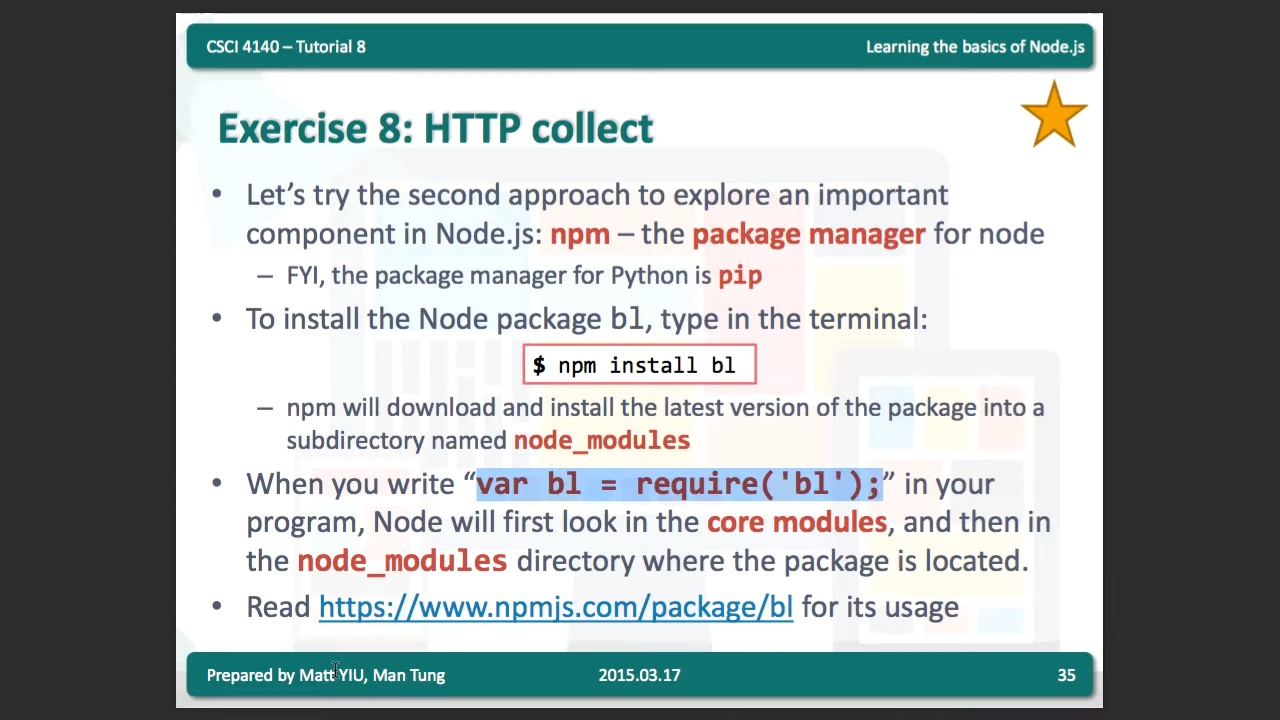 CSCI 4140 – Tutorial 8
Learning the basics of Node.js
Exercise 8: HTTP collect
• Let’s try the second approach to explore an important
component in Node.js: npm – the package manager for node
– FYI, the package manager for Python is pip
• To install the Node package bl, type in the terminal:
$ npm install bl
– npm will download and install the latest version of the package into a
subdirectory named node_modules
• When you write “var bl = require('bl');” in your
program, Node will first look in the core modules, and then in
the node_modules directory where the package is located.
• Read https://www.npmjs.com/package/bl for its usage
Prepared by Matt YIU, Man Tung
2015.03.17
35